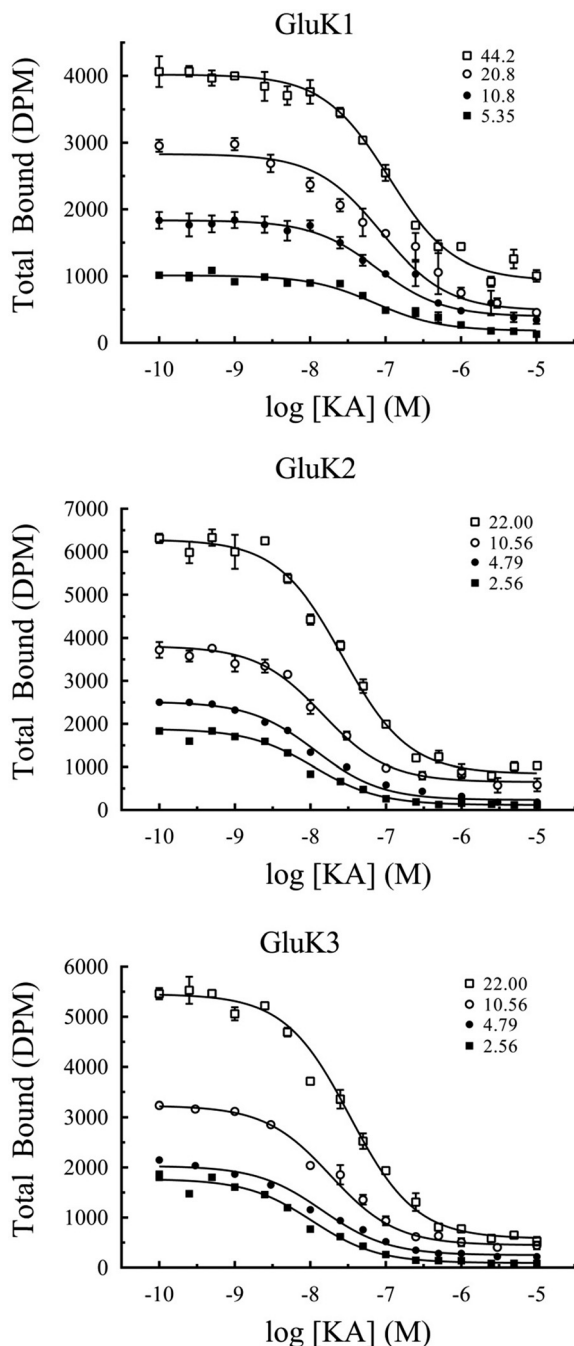 GluK1
44.2
20.8
10.8
5.35
Total Bound (DPM)
4000
3000
2000
1000
0
-10 -9 -8 -7 -6 -5
log [KA] (M)
GluK2
22.00
10.56
4.79
2.56
Total Bound (DPM)
7000
6000
5000
4000
3000
2000
1000
0
-10 -9 -8 -7 -6 -5
log [KA] (M)
GluK3
22.00
10.56
4.79
2.56
Total Bound (DPM)
6000
5000
4000
3000
2000
1000
0
-10 -9 -8 -7 -6 -5
log [KA] (M)